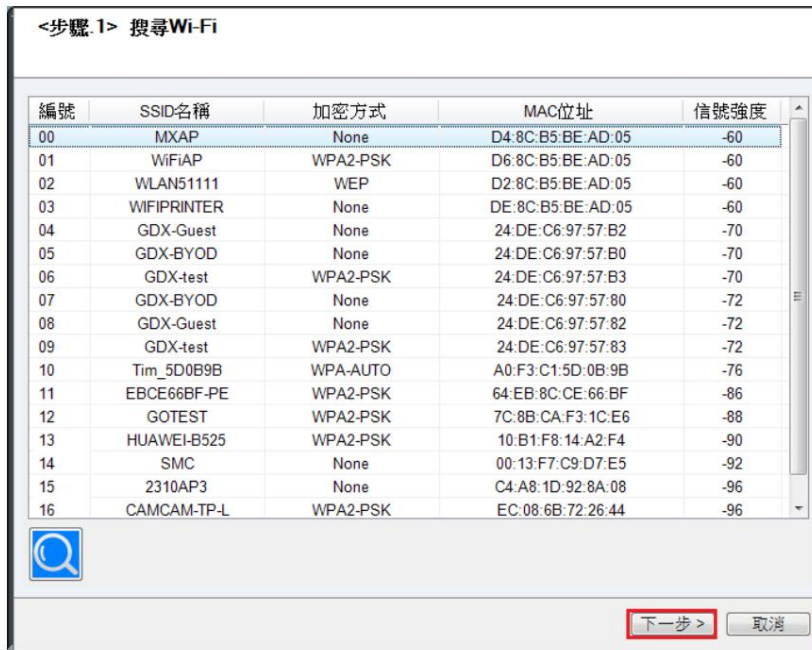 <步驟.1> 搜尋Wi-Fi
編號 SSID名稱 加密方式 MAC位址 信號強度
00 MXAP None D4:8C:B5:BE:AD:05 -60
01 WiFiAP WPA2-PSK D6:8C:B5:BE:AD:05 -60
02 WLAN51111 WEP D2:8C:B5:BE:AD:05 -60
03 WIFIPRINTER None DE:8C:B5:BE:AD:05 -60
04 GDX-Guest None 24:DE:C6:97:57:B2 -70
05 GDX-BYOD None 24:DE:C6:97:57:B0 -70
06 GDX-test WPA2-PSK 24:DE:C6:97:57:B3 -70
07 GDX-BYOD None 24:DE:C6:97:57:80 -72
08 GDX-Guest None 24:DE:C6:97:57:82 -72
09 GDX-test WPA2-PSK 24:DE:C6:97:57:83 -72
10 Tim_5D0B9B WPA-AUTO A0:F3:C1:5D:0B:9B -76
11 EBCE66BF-PE WPA2-PSK 64:EB:8C:CE:66:BF -86
12 GOTEST WPA2-PSK 7C:8B:CA:F3:1C:E6 -88
13 HUAWEI-B525 WPA2-PSK 10:B1:F8:14:A2:F4 -90
14 SMC None 00:13:F7:C9:D7:E5 -92
15 2310AP3 None C4:A8:1D:92:8A:08 -96
16 CAMCAM-TP-L WPA2-PSK EC:08:6B:72:26:44 -96
下一步 > 取消